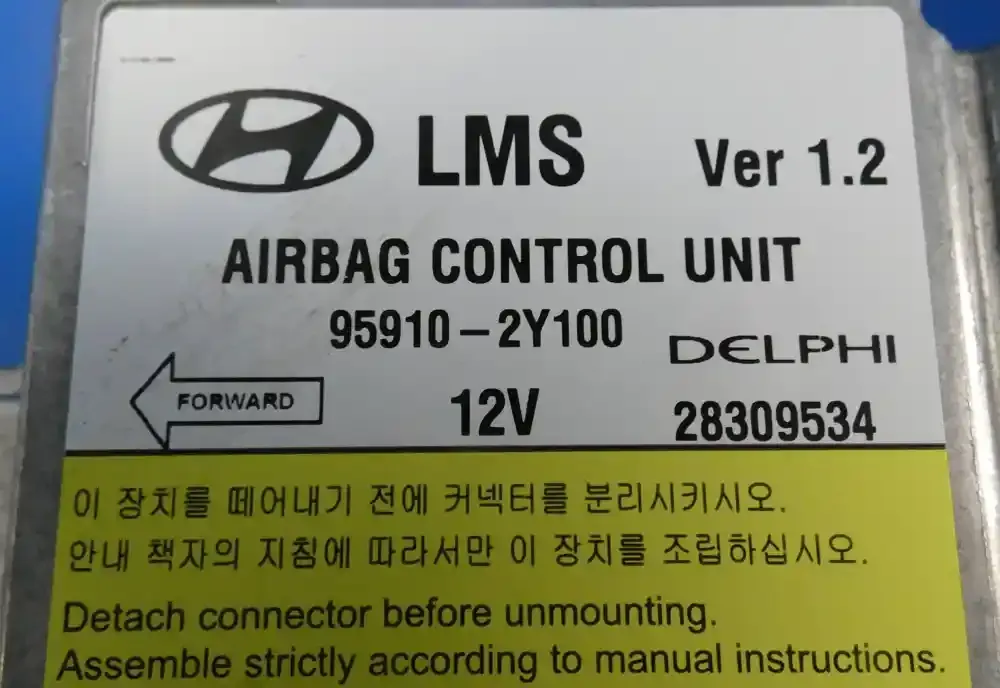 LMS Ver 1.2
AIRBAG CONTROL UNIT
95910-2Y100
DELPHI
FORWARD 12V 28309534
이 장치를 떼어내기 전에 커넥터를 분리시키시오.
안내 책자의 지침에 따라서만 이 장치를 조립하십시오.
Detach connector before unmounting.
Assemble strictly according to manual instructions.